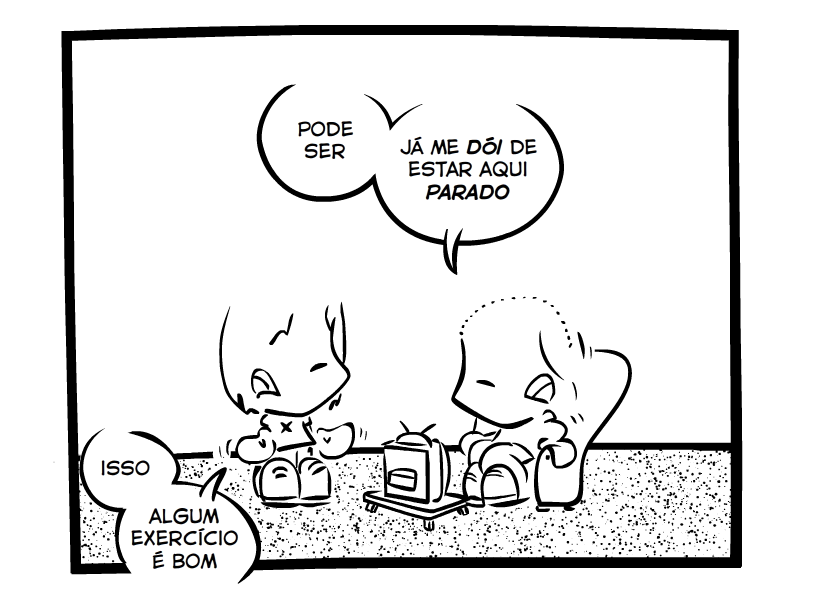 PODE
SER
JÁ ME DÓI DE
ESTAR AQUI
PARADO
ISSO
ALGUM
EXERCÍCIO
É BOM